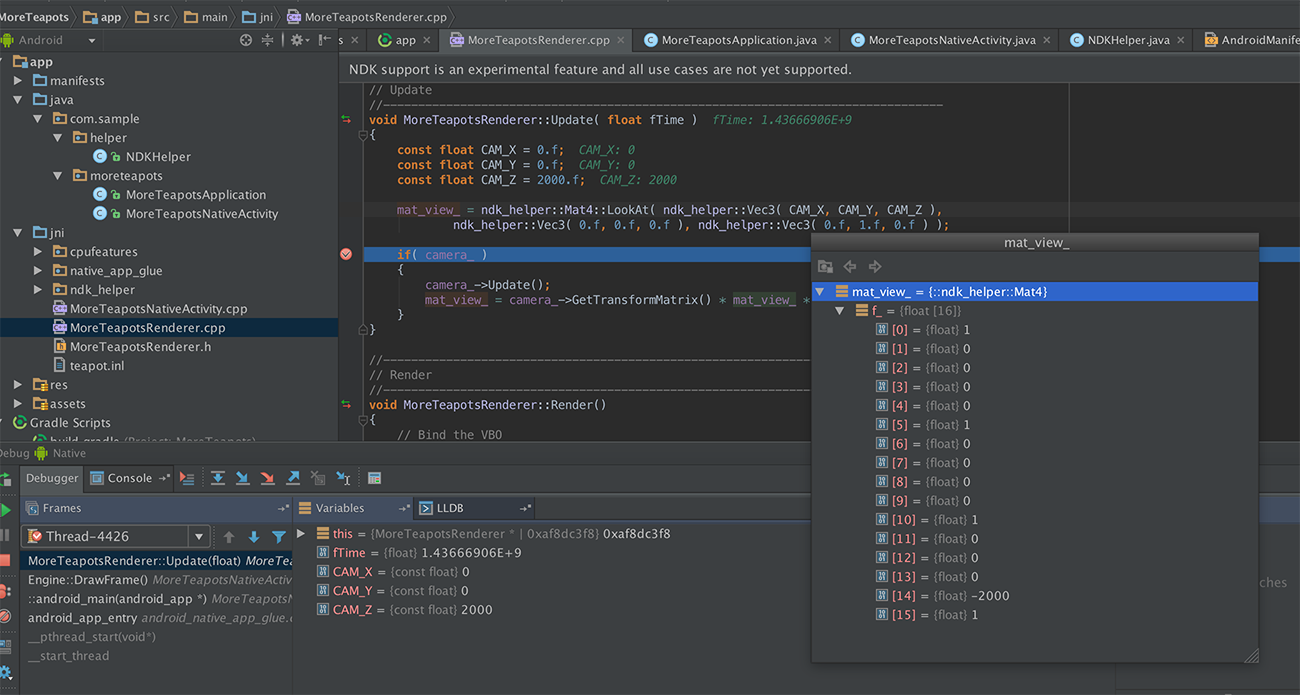 MoreTeapots app src main jni MoreTeapotsRenderer.cpp
Android s app MoreTeapotsRenderer.cpp MoreTeapotsApplication.java MoreTeapotsNativeActivity.java NDKHelper.java AndroidManife
NDK support is an experimental feature and all use cases are not yet supported.
app
manifests
java
com.sample
helper
NDKHelper
moreteapots
MoreTeapotsApplication
MoreTeapotsNativeActivity
jni
cpufeatures
native_app_glue
ndk_helper
MoreTeapotsNativeActivity.cpp
MoreTeapotsRenderer.cpp
MoreTeapotsRenderer.h
teapot.inl
res
assets
Gradle Scripts
build.gradle (Project: MoreTeapots)
// Update
//--------------------------------------------------------------------------------
void MoreTeapotsRenderer::Update( float fTime ) fTime: 1.43666906E+9
{
const float CAM_X = 0.f; CAM_X: 0
const float CAM_Y = 0.f; CAM_Y: 0
const float CAM_Z = 2000.f; CAM_Z: 2000
mat_view_ = ndk_helper::Mat4::LookAt( ndk_helper::Vec3( CAM_X, CAM_Y, CAM_Z ),
ndk_helper::Vec3( 0.f, 0.f, 0.f ), ndk_helper::Vec3( 0.f, 1.f, 0.f ) );
if( camera_ )
{
camera_->Update();
mat_view_ = camera_->GetTransformMatrix() * mat_view_ *
}
}
//--------------------------------------------------------------
// Render
//--------------------------------------------------------------
void MoreTeapotsRenderer::Render()
{
// Bind the VBO
mat_view_
mat_view_ = {::ndk_helper::Mat4}
f_ = {float [16]}
[0] = {float} 1
[1] = {float} 0
[2] = {float} 0
[3] = {float} 0
[4] = {float} 0
[5] = {float} 1
[6] = {float} 0
[7] = {float} 0
[8] = {float} 0
[9] = {float} 0
[10] = {float} 1
[11] = {float} 0
[12] = {float} 0
[13] = {float} 0
[14] = {float} -2000
[15] = {float} 1
Debug Native
Debugger Console
Frames
Thread-4426
MoreTeapotsRenderer::Update(float) MoreTea
Engine::DrawFrame() MoreTeapotsNativeActiv
::android_main(android_app *) MoreTeapotsN
android_app_entry android_native_app_glue.c
__pthread_start(void*)
__start_thread
Variables LLDB
this = {MoreTeapotsRenderer * | 0xaf8dc3f8} 0xaf8dc3f8
fTime = {float} 1.43666906E+9
CAM_X = {const float} 0
CAM_Y = {const float} 0
CAM_Z = {const float} 2000
ches